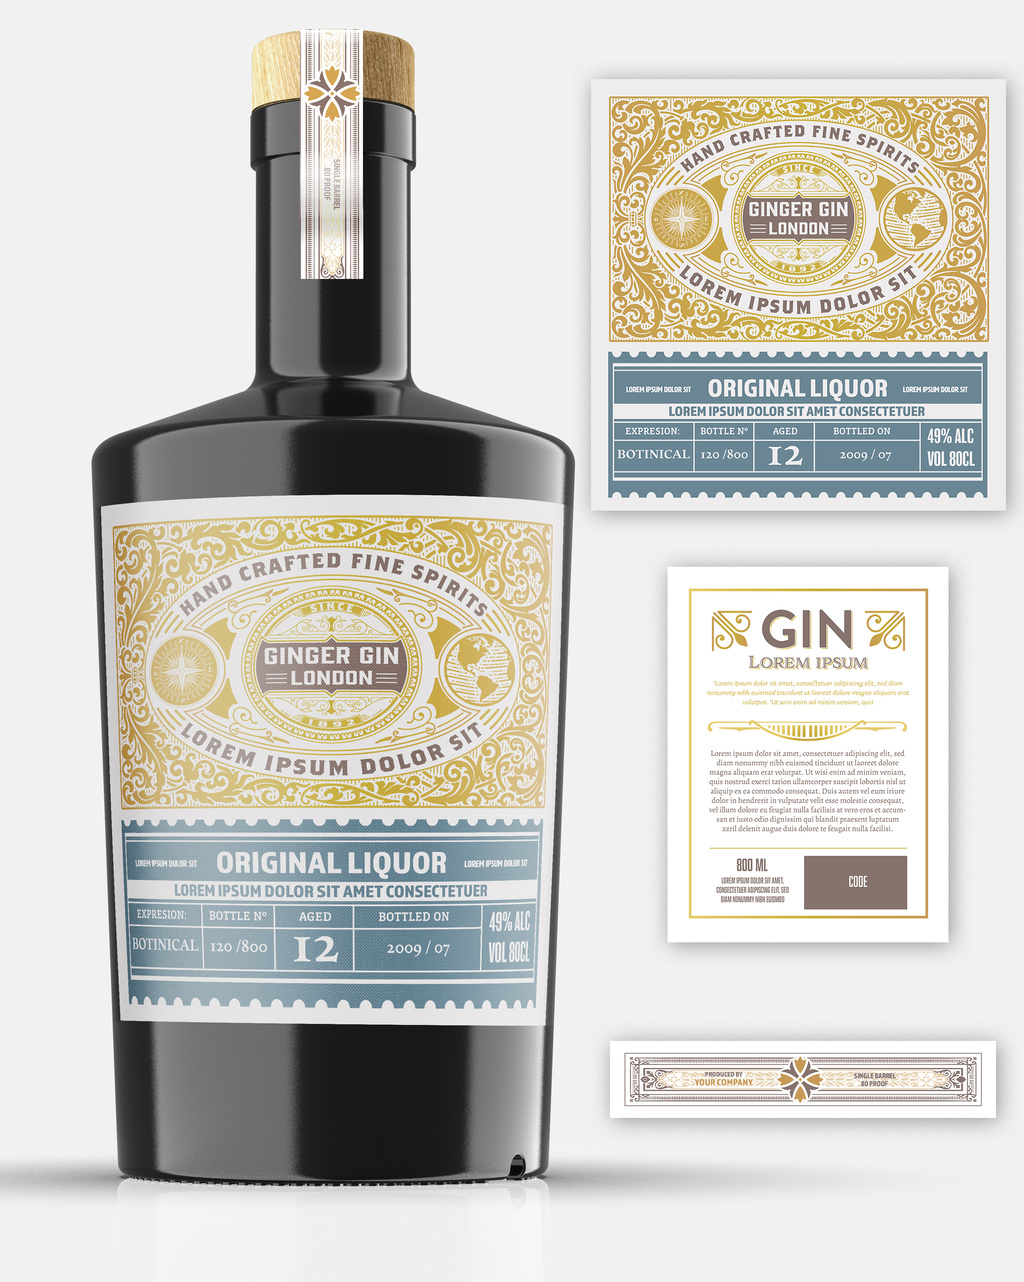 SINGLE BARREL
80 PROOF
HAND CRAFTED FINE SPIRITS
SINCE
GINGER GIN
LONDON
1892
LOREM IPSUM DOLOR SIT
LOREM IPSUM DOLOR SIT
ORIGINAL LIQUOR
LOREM IPSUM DOLOR SIT
LOREM IPSUM DOLOR SIT AMET CONSECTETUER
EXPRESION:
BOTINICAL
BOTTLE Nº
120 /800
AGED
12
BOTTLED ON
2009 / 07
49% ALC
VOL 80CL
HAND CRAFTED FINE SPIRITS
SINCE
GINGER GIN
LONDON
1892
LOREM IPSUM DOLOR SIT
LOREM IPSUM DOLOR SIT
ORIGINAL LIQUOR
LOREM IPSUM DOLOR SIT
LOREM IPSUM DOLOR SIT AMET CONSECTETUER
EXPRESION:
BOTINICAL
BOTTLE Nº
120 /800
AGED
12
BOTTLED ON
2009 / 07
49% ALC
VOL 80CL
GIN
LOREM IPSUM
"Lorem ipsum dolor sit amet, consectetuer adipiscing elit, sed diam
nonummy nibh euismod tincidunt ut laoreet dolore magna aliquam erat
volutpat. "Ut wisi enim ad minim veniam, quis
Lorem ipsum dolor sit amet, consectetuer adipiscing elit, sed
diam nonummy nibh euismod tincidunt ut laoreet dolore
magna aliquam erat volutpat. Ut wisi enim ad minim veniam,
quis nostrud exerci tation ullamcorper suscipit lobortis nisl ut
aliquip ex ea commodo consequat. Duis autem vel eum iriure
dolor in hendrerit in vulputate velit esse molestie consequat,
vel illum dolore eu feugiat nulla facilisis at vero eros et accum-
san et iusto odio dignissim qui blandit praesent luptatum
zzril delenit augue duis dolore te feugait nulla facilisi.
800 ML
LOREM IPSUM DOLOR SIT AMET,
CONSECTETUER ADIPISCING ELIT, SED
DIAM NONUMMY NIBH EUISMOD
CODE
PRODUCED BY
YOUR COMPANY
SINGLE BARREL
80 PROOF